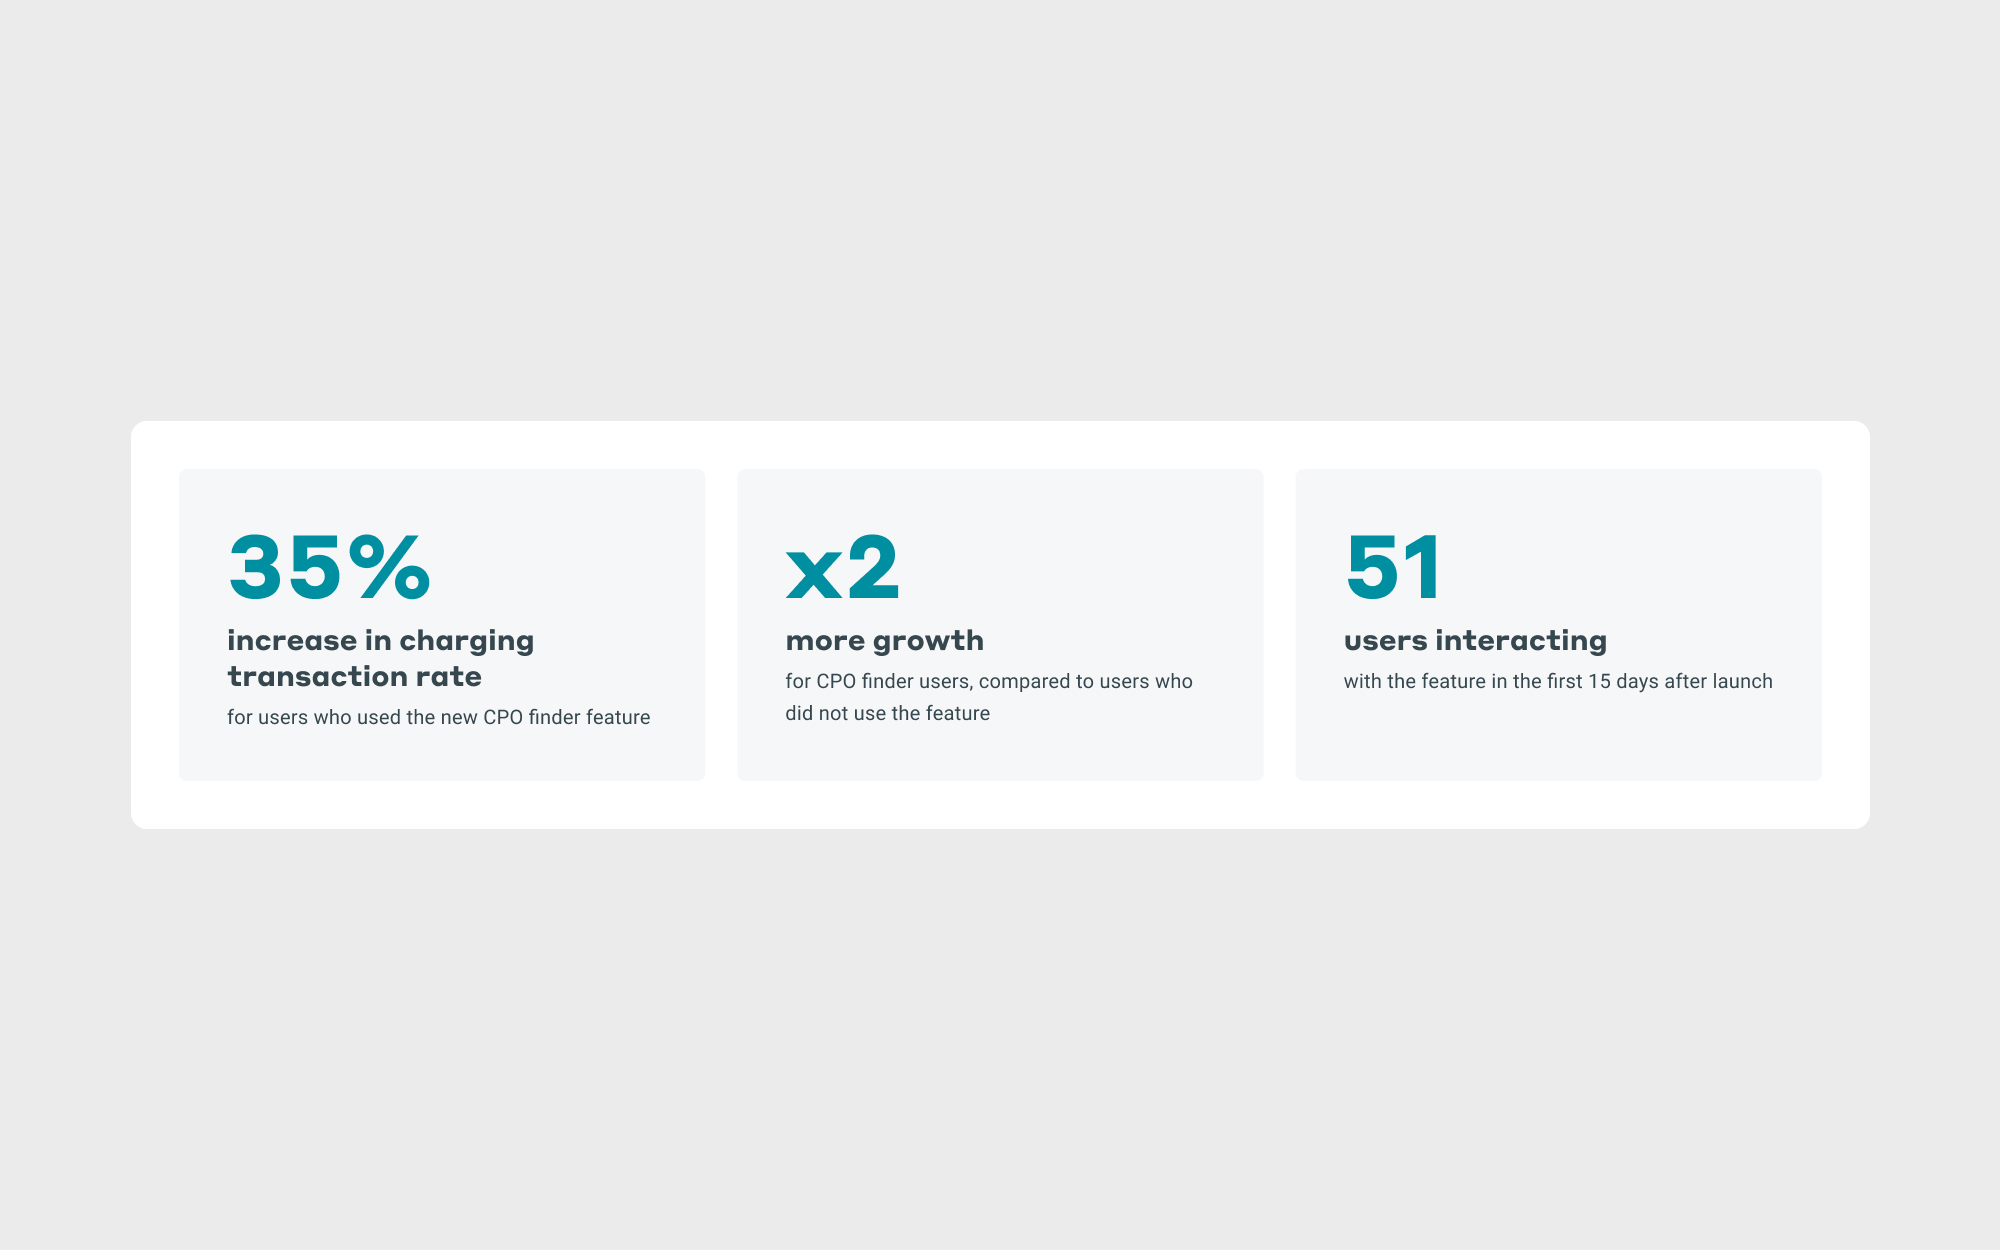 35%
increase in charging
transaction rate
for users who used the new CPO finder feature
x2
more growth
for CPO finder users, compared to users who
did not use the feature
51
users interacting
with the feature in the first 15 days after launch